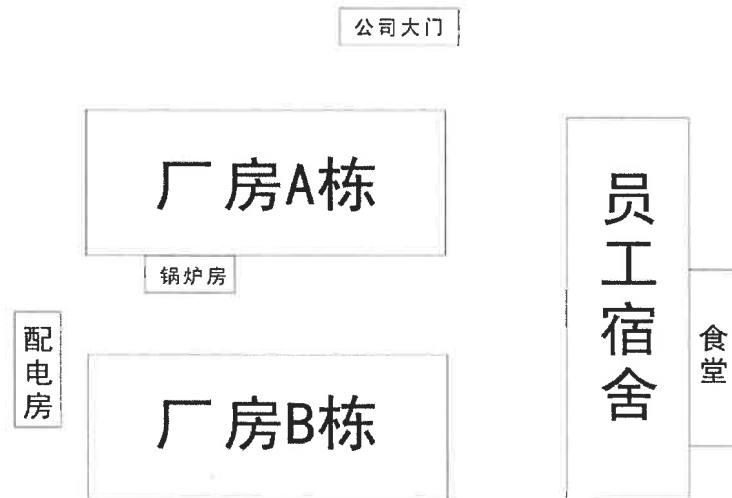 公司大门
厂房A栋
员工宿舍
锅炉房
配电房
食堂
厂房B栋